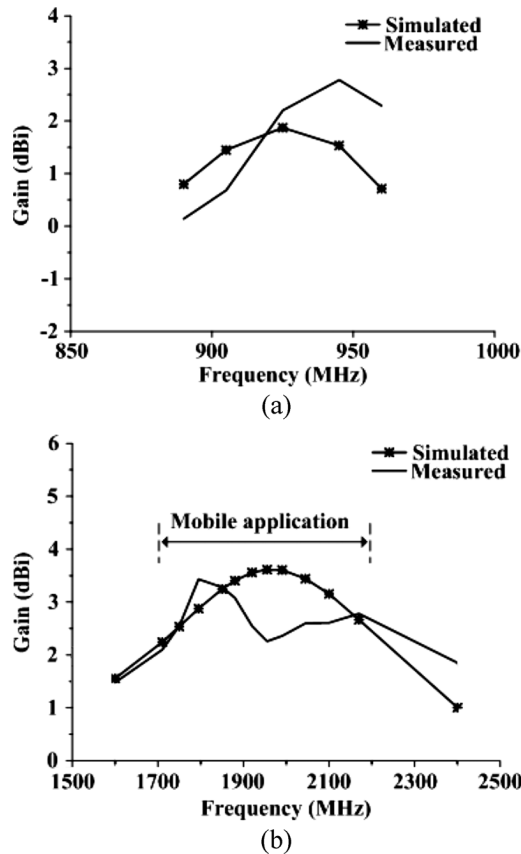 4
3
2
1
0
-1
-2
Gain (dBi)
Simulated
Measured
850
900
950
1000
Frequency (MHz)
(a)
6
5
4
3
2
1
0
Gain (dBi)
Simulated
Measured
Mobile application
1500
1700
1900
2100
2300
2500
Frequency (MHz)
(b)